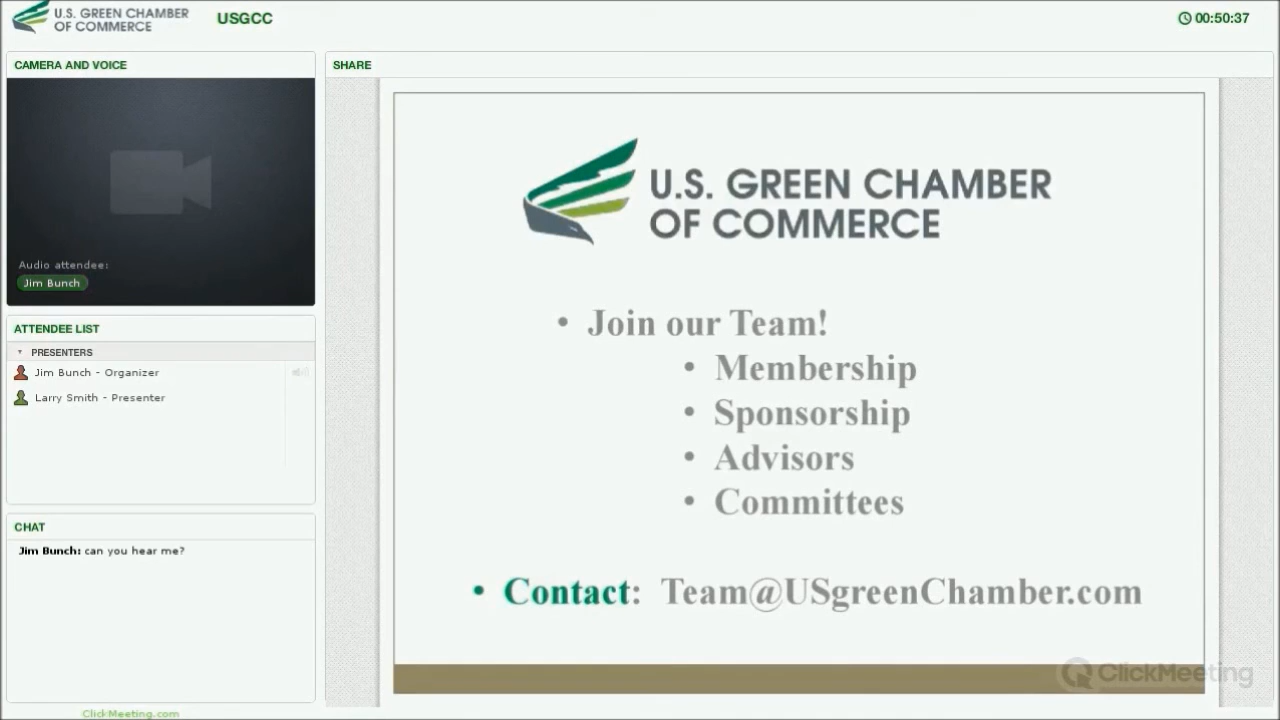 U.S. GREEN CHAMBER
OF COMMERCE
USGCC
00:50:37
CAMERA AND VOICE
Audio attendee:
Jim Bunch
ATTENDEE LIST
PRESENTERS
Jim Bunch - Organizer
Larry Smith - Presenter
CHAT
Jim Bunch: can you hear me?
ClickMeeting.com
SHARE
U.S. GREEN CHAMBER
OF COMMERCE
• Join our Team!
• Membership
• Sponsorship
• Advisors
• Committees
• Contact: Team@USgreenChamber.com
ClickMeeting